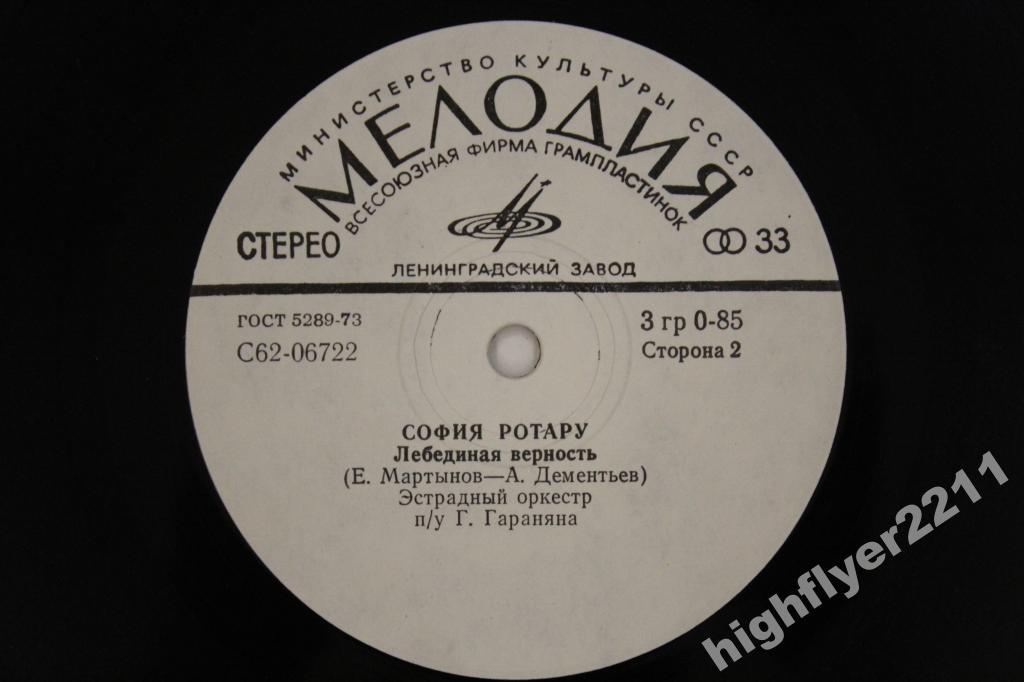 МИНИСТЕРСТВО КУЛЬТУРЫ СССР
МЕЛОДИЯ
ВСЕСОЮЗНАЯ ФИРМА ГРАМПЛАСТИНОК
СТЕРЕО
33
ЛЕНИНГРАДСКИЙ ЗАВОД
ГОСТ 5289-73
3 гр 0-85
С62-06722
Сторона 2
СОФИЯ РОТАРУ
Лебединая верность
(Е. Мартынов—А. Дементьев)
Эстрадный оркестр
п/у Г. Гараняна
highflyer2211